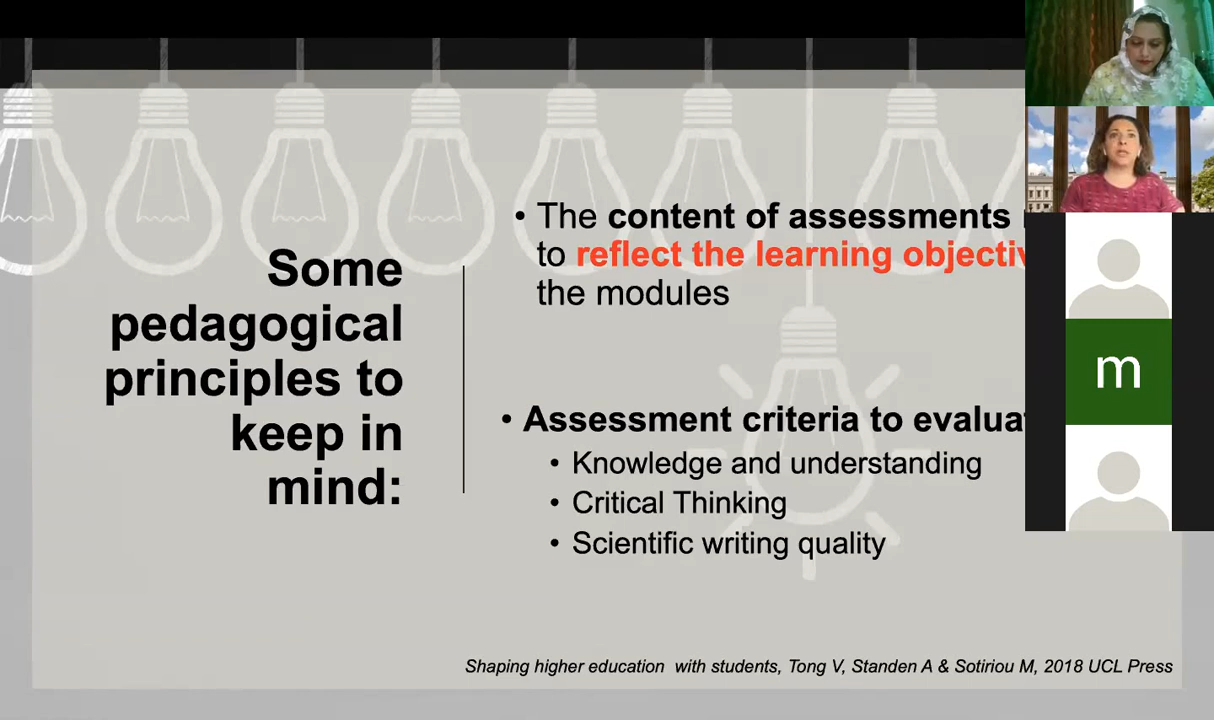 Some
pedagogical
principles to
keep in
mind:
• The content of assessments
to reflect the learning
the modules
• Assessment criteria to
• Knowledge and understanding
• Critical Thinking
• Scientific writing quality
m
Shaping higher education with students, Tong V, Standen A & Sotiriou M, 2018 UCL Press